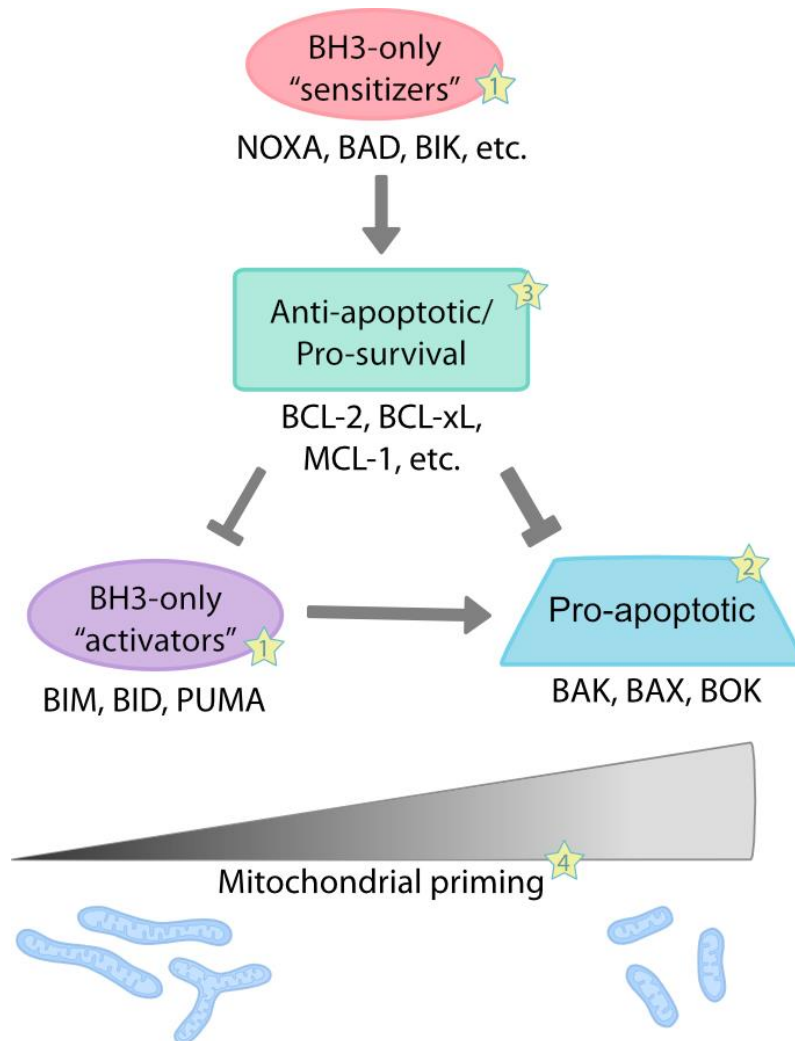 BH3-only
“sensitizers”
1
NOXA, BAD, BIK, etc.
3
Anti-apoptotic/
Pro-survival
BCL-2, BCL-xL,
MCL-1, etc.
BH3-only
“activators”
1
BIM, BID, PUMA
2
Pro-apoptotic
BAK, BAX, BOK
4
Mitochondrial priming